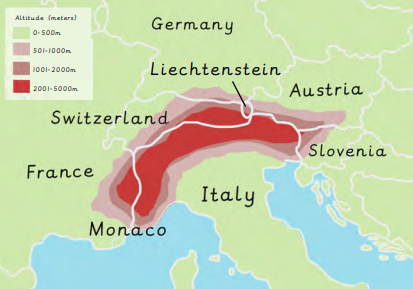 Altitude (meters)
0-500m
501-1000m
1001-2000m
2001-5000m
Germany
Liechtenstein
Austria
Switzerland
Slovenia
France
Italy
Monaco